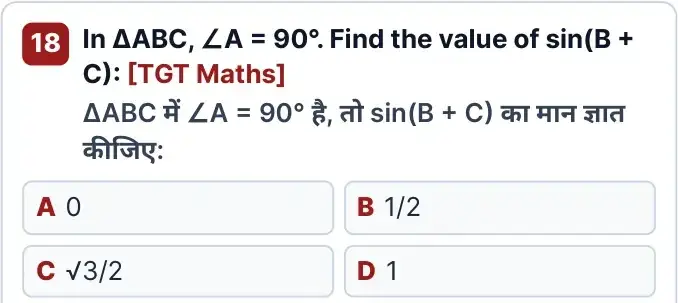 18 In ΔABC, ∠A = 90°. Find the value of sin(B +
C): [TGT Maths]
ΔABC में ∠A = 90° है, तो sin(B + C) का मान ज्ञात
कीजिए:
A 0
B 1/2
C √3/2
D 1